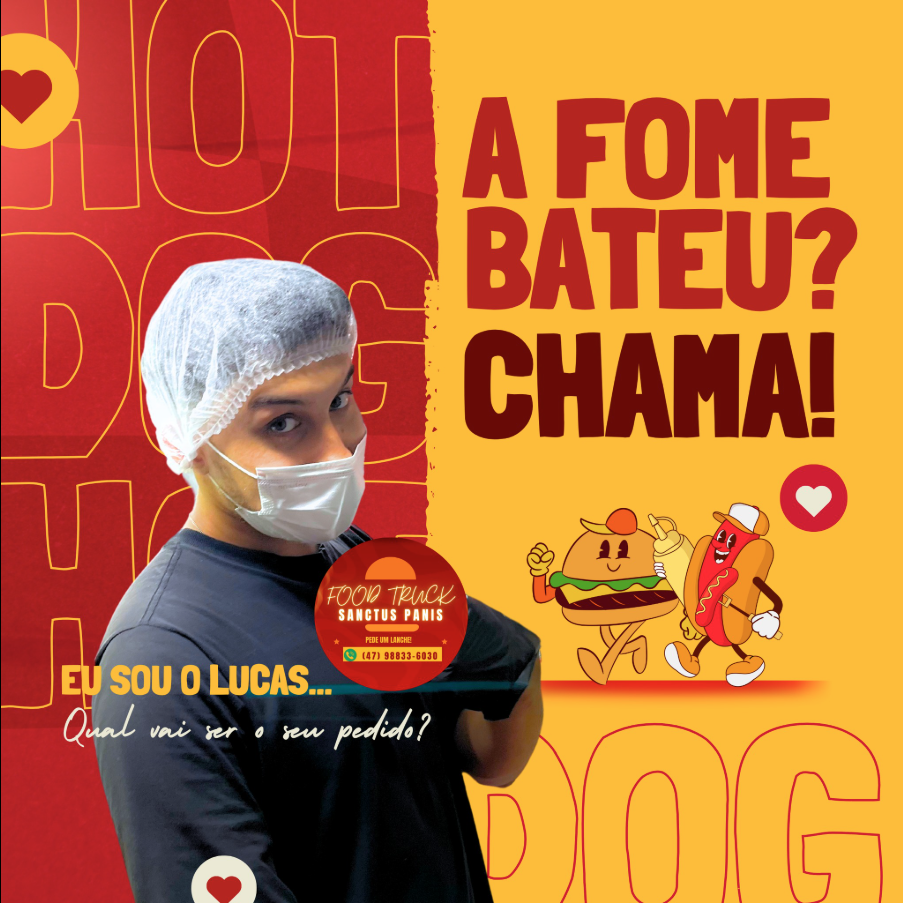 HOT
DOG
HOT
A FOME
BATEU?
CHAMA!
FOOD TRUCK
SANCTUS PANIS
PEDE UM LANCHE!
(47) 98833-6030
EU SOU O LUCAS...
Qual vai ser o seu pedido?
DOG